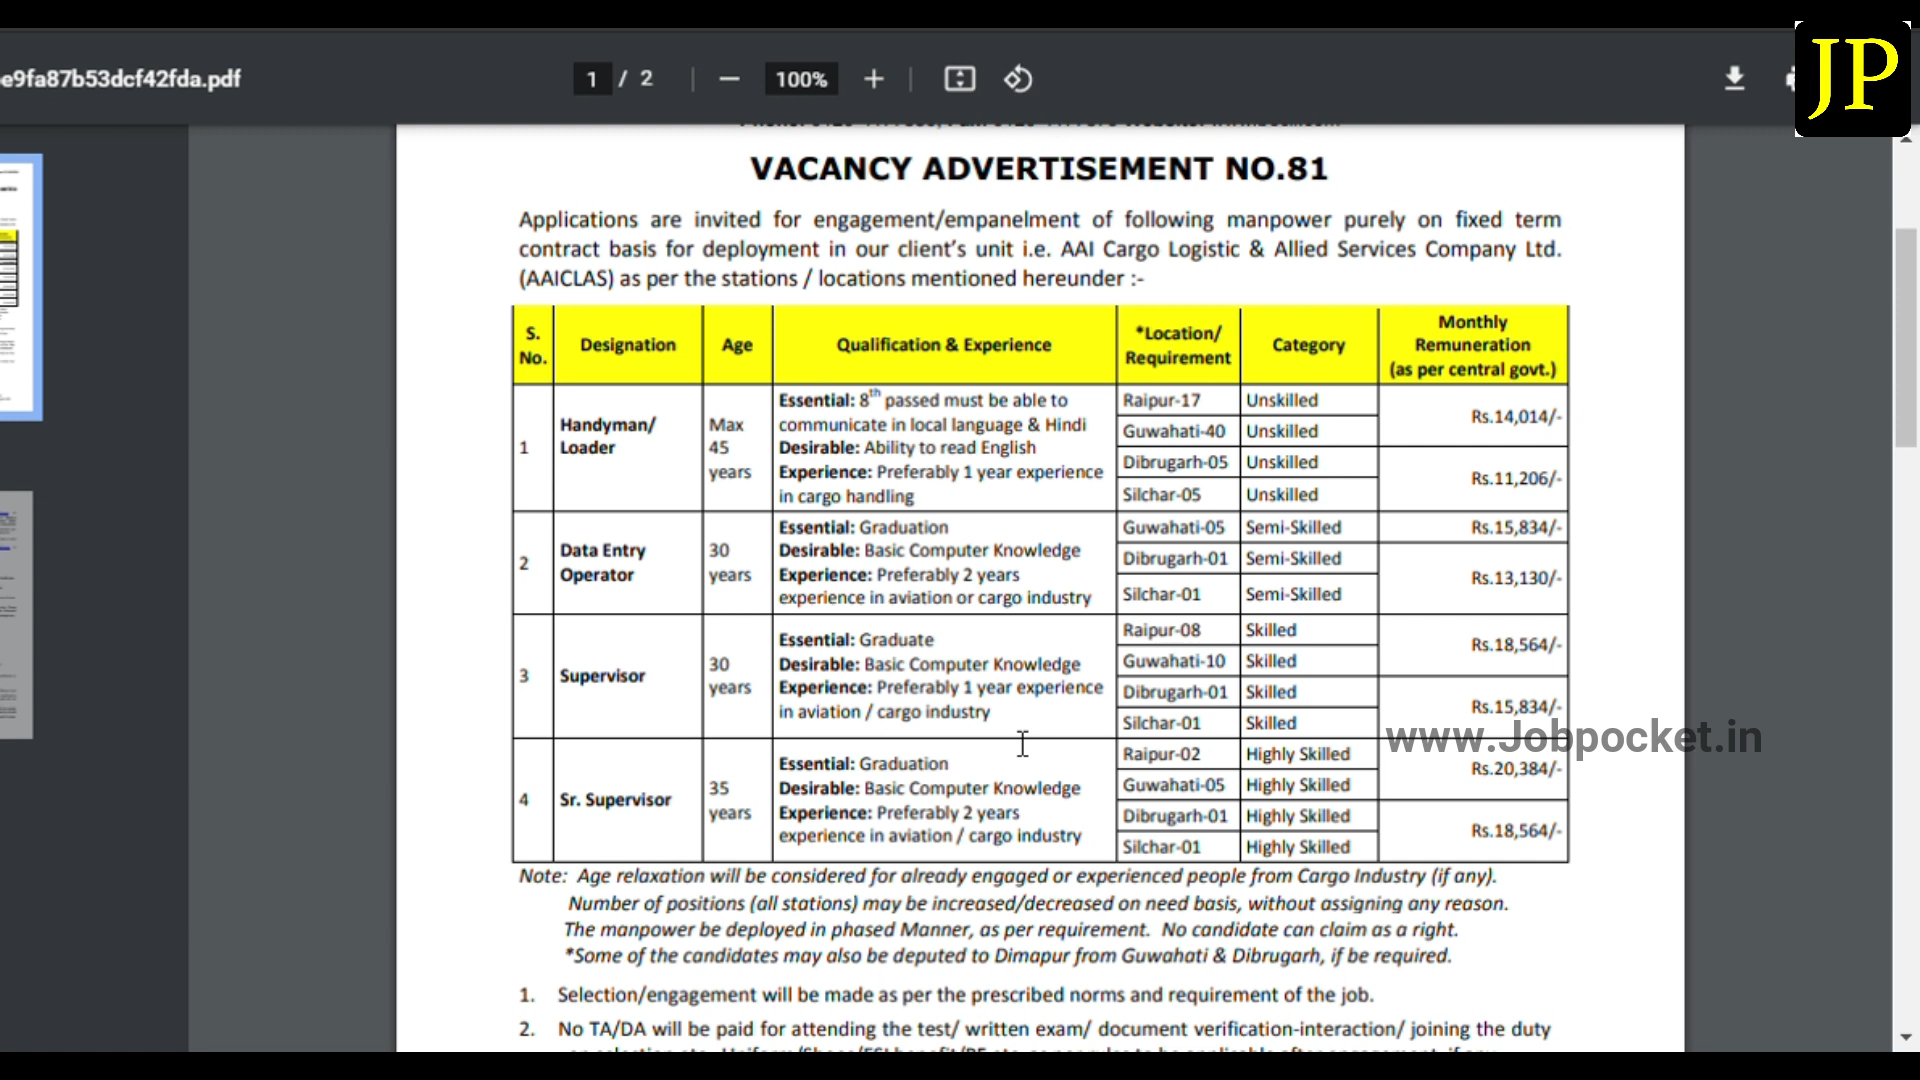 JP
e9fa87b53dcf42fda.pdf
1 / 2
100%
VACANCY ADVERTISEMENT NO.81
Applications are invited for engagement/empanelment of following manpower purely on fixed term
contract basis for deployment in our client's unit i.e. AAI Cargo Logistic & Allied Services Company Ltd.
(AAICLAS) as per the stations / locations mentioned hereunder :-
S. No. Designation Age Qualification & Experience *Location/ Requirement Category Monthly Remuneration (as per central govt.)
1 Handyman/ Loader Max 45 years
Essential: 8th passed must be able to
communicate in local language & Hindi
Desirable: Ability to read English
Experience: Preferably 1 year experience
in cargo handling
Raipur-17 Unskilled
Guwahati-40 Unskilled
Rs.14,014/-
Dibrugarh-05 Unskilled
Silchar-05 Unskilled
Rs.11,206/-
2 Data Entry Operator 30 years
Essential: Graduation
Desirable: Basic Computer Knowledge
Experience: Preferably 2 years
experience in aviation or cargo industry
Guwahati-05 Semi-Skilled Rs.15,834/-
Dibrugarh-01 Semi-Skilled
Silchar-01 Semi-Skilled
Rs.13,130/-
3 Supervisor 30 years
Essential: Graduate
Desirable: Basic Computer Knowledge
Experience: Preferably 1 year experience
in aviation / cargo industry
Raipur-08 Skilled
Guwahati-10 Skilled
Rs.18,564/-
Dibrugarh-01 Skilled
Silchar-01 Skilled
Rs.15,834/-
www.Jobpocket.in
4 Sr. Supervisor 35 years
Essential: Graduation
Desirable: Basic Computer Knowledge
Experience: Preferably 2 years
experience in aviation / cargo industry
Raipur-02 Highly Skilled
Guwahati-05 Highly Skilled
Rs.20,384/-
Dibrugarh-01 Highly Skilled
Silchar-01 Highly Skilled
Rs.18,564/-
Note: Age relaxation will be considered for already engaged or experienced people from Cargo Industry (if any).
Number of positions (all stations) may be increased/decreased on need basis, without assigning any reason.
The manpower be deployed in phased Manner, as per requirement. No candidate can claim as a right.
*Some of the candidates may also be deputed to Dimapur from Guwahati & Dibrugarh, if be required.
1. Selection/engagement will be made as per the prescribed norms and requirement of the job.
2. No TA/DA will be paid for attending the test/ written exam/ document verification-interaction/ joining the duty